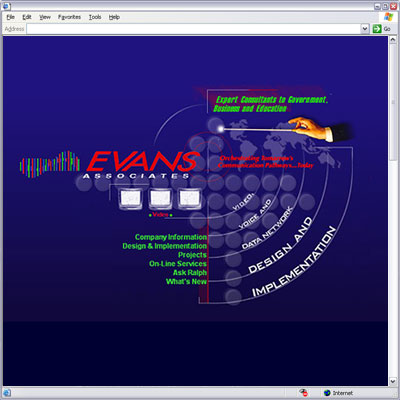 File Edit View Favorites Tools Help
Address
Go
Expert Consultants to Government,
Business and Education
EVANS
ASSOCIATES
Orchestrating Tomorrow's
Communication Pathways...Today
Video
VIDEO,
VOICE AND
DATA NETWORK
DESIGN AND
IMPLEMENTATION
Company Information
Design & Implementation
Projects
On-Line Services
Ask Ralph
What's New
Internet